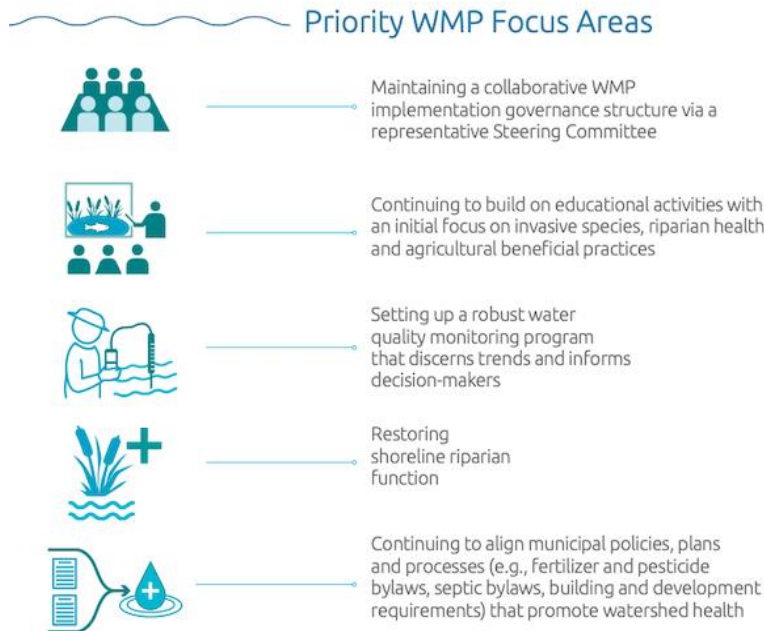 Priority WMP Focus Areas
Maintaining a collaborative WMP
implementation governance structure via a
representative Steering Committee
Continuing to build on educational activities with
an initial focus on invasive species, riparian health
and agricultural beneficial practices
Setting up a robust water
quality monitoring program
that discerns trends and informs
decision-makers
Restoring
shoreline riparian
function
Continuing to align municipal policies, plans
and processes (e.g., fertilizer and pesticide
bylaws, septic bylaws, building and development
requirements) that promote watershed health